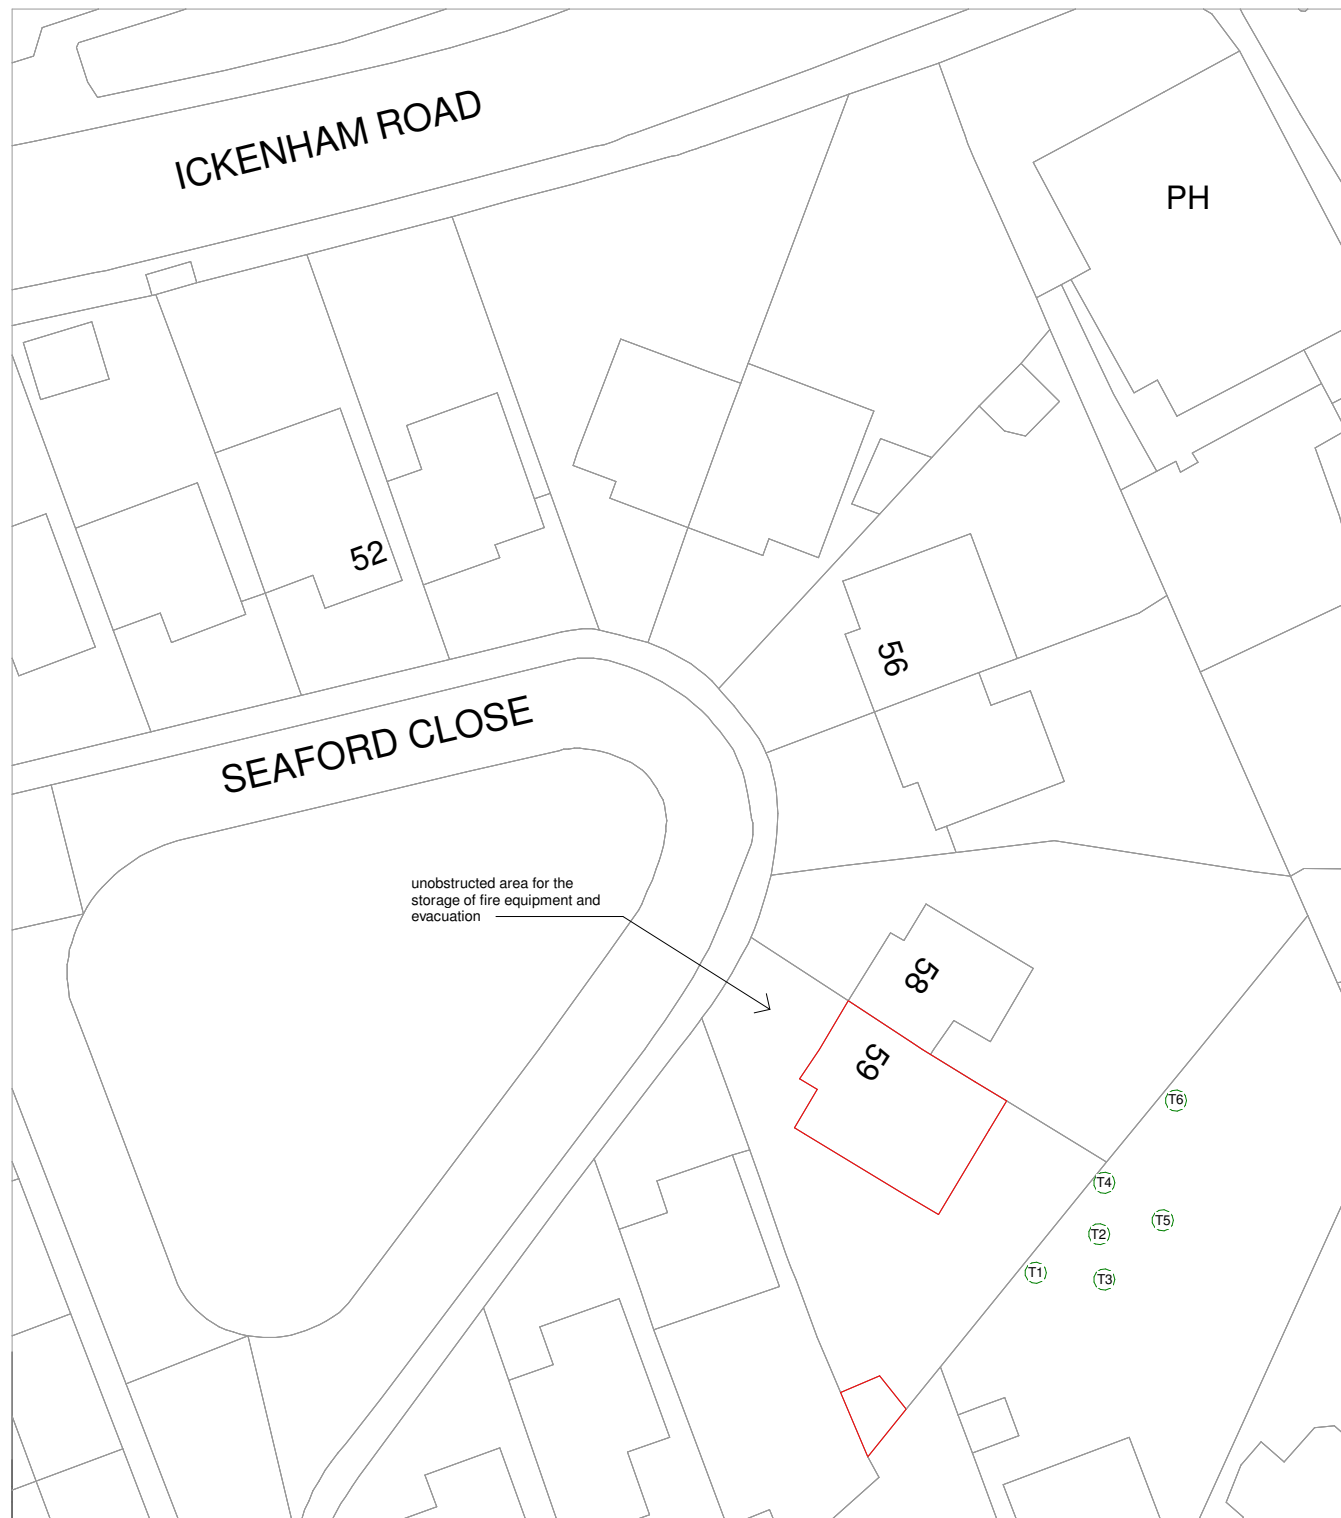 ICKENHAM ROAD
PH
52
56
SEAFORD CLOSE
unobstructed area for the
storage of fire equipment and
evacuation
58
59
T6
T4
T5
T2
T1
T3